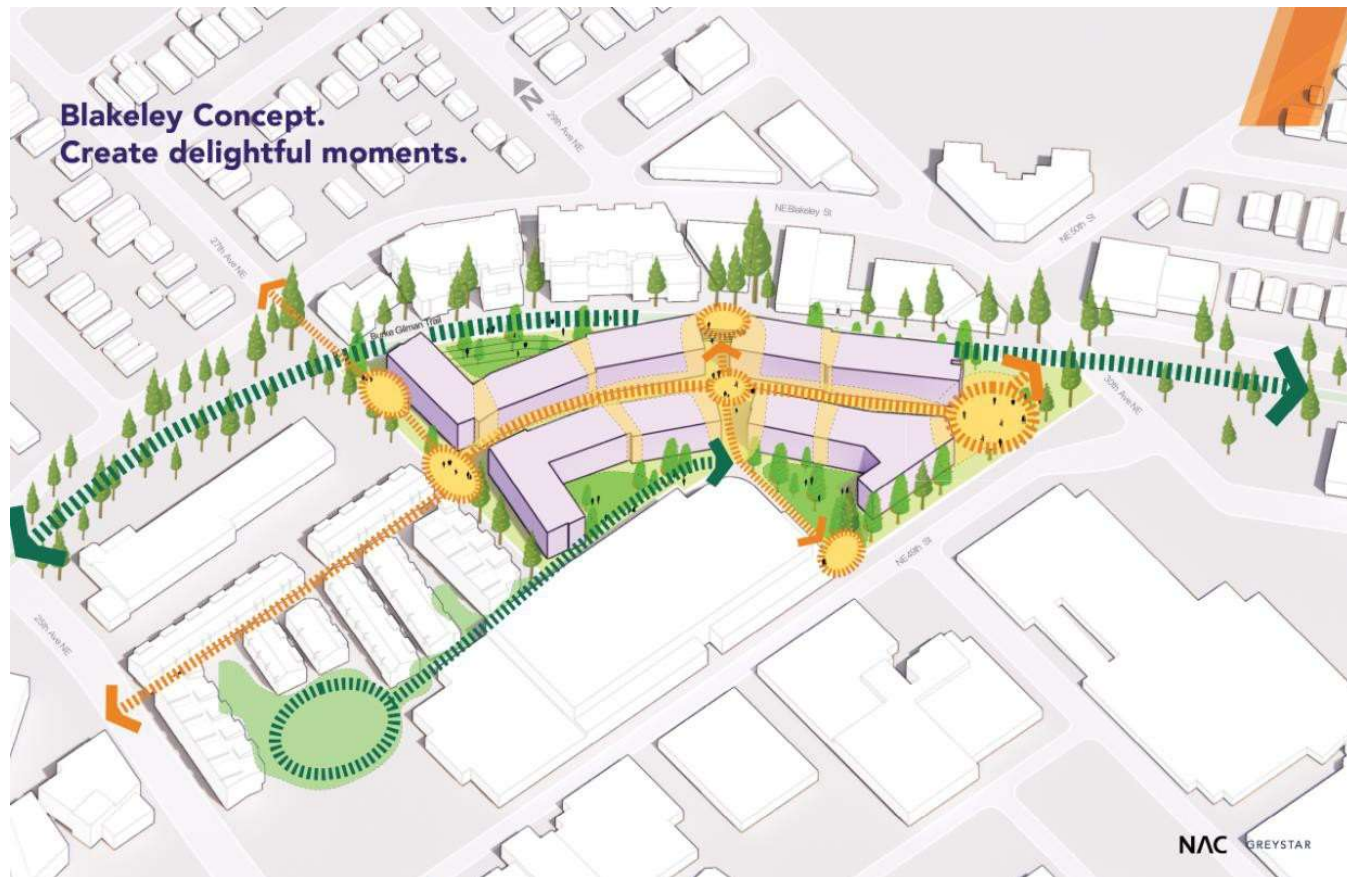 Blakeley Concept.
Create delightful moments.
N
29th Ave NE
27th Ave NE
NE Blakeley St
NE 50th St
Burke Gilman Trail
30th Ave NE
NE 49th St
25th Ave NE
NAC GREYSTAR